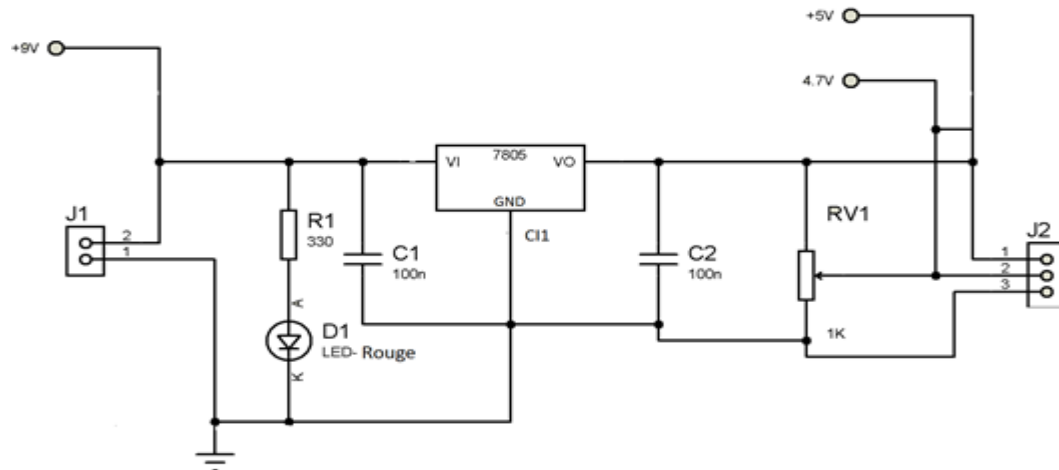 +5V
+9V
4.7V
VI 7805 VO
GND
CI1
J1
2
1
R1
330
C1
100n
C2
100n
RV1
1K
J2
1
2
3
A
D1
LED- Rouge
K